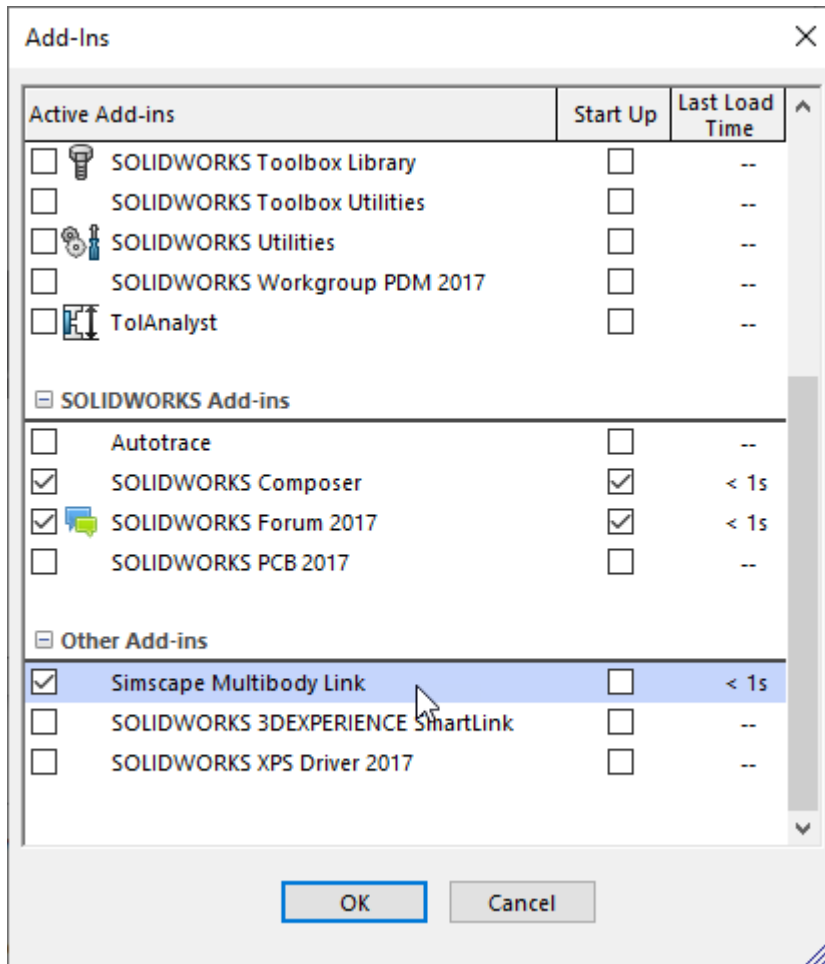 Add-Ins
Active Add-ins Start Up Last Load Time
SOLIDWORKS Toolbox Library --
SOLIDWORKS Toolbox Utilities --
SOLIDWORKS Utilities --
SOLIDWORKS Workgroup PDM 2017 --
TolAnalyst --
SOLIDWORKS Add-ins
Autotrace --
SOLIDWORKS Composer < 1s
SOLIDWORKS Forum 2017 < 1s
SOLIDWORKS PCB 2017 --
Other Add-ins
Simscape Multibody Link < 1s
SOLIDWORKS 3DEXPERIENCE SmartLink --
SOLIDWORKS XPS Driver 2017 --
OK Cancel